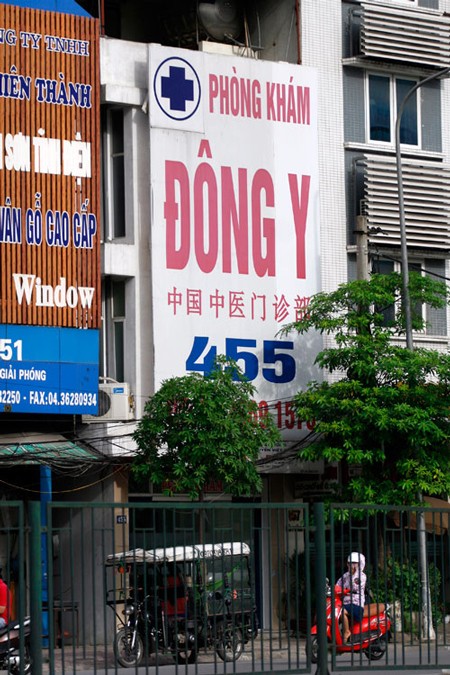 NG TY TNHH
IÊN THÀNH
SƠN TĨNH ĐIỆN
VÂN GỖ CAO CẤP
Window
51
GIẢI PHÓNG
32250 - FAX:04.36280934
PHÒNG KHÁM
ĐÔNG Y
中国中医门诊部
455